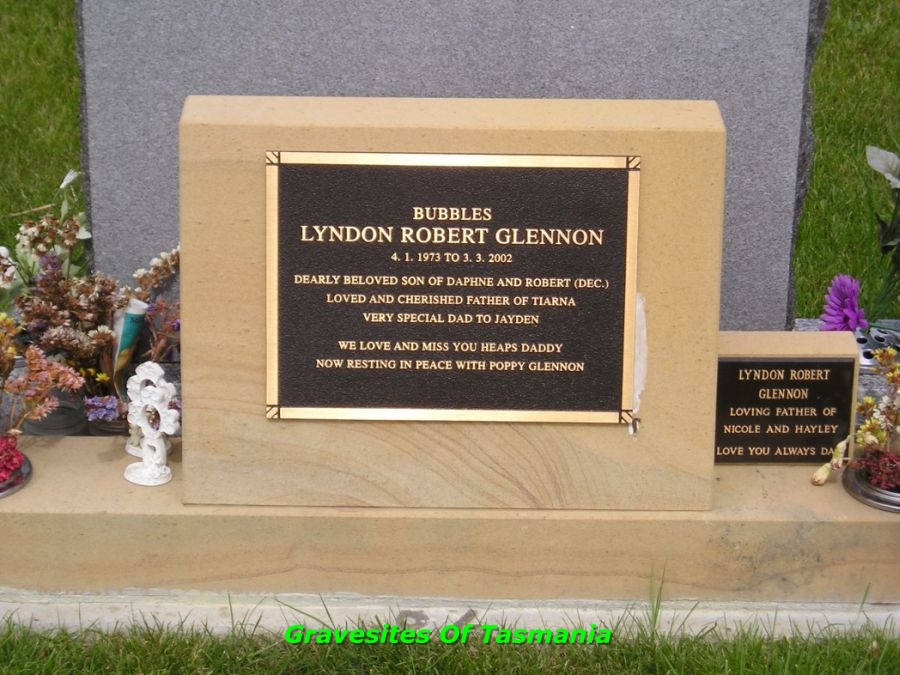 BUBBLES
LYNDON ROBERT GLENNON
4. 1. 1973 TO 3. 3. 2002
DEARLY BELOVED SON OF DAPHNE AND ROBERT (DEC.)
LOVED AND CHERISHED FATHER OF TIARNA
VERY SPECIAL DAD TO JAYDEN
WE LOVE AND MISS YOU HEAPS DADDY
NOW RESTING IN PEACE WITH POPPY GLENNON
LYNDON ROBERT
GLENNON
LOVING FATHER OF
NICOLE AND HAYLEY
LOVE YOU ALWAYS
Gravesites Of Tasmania